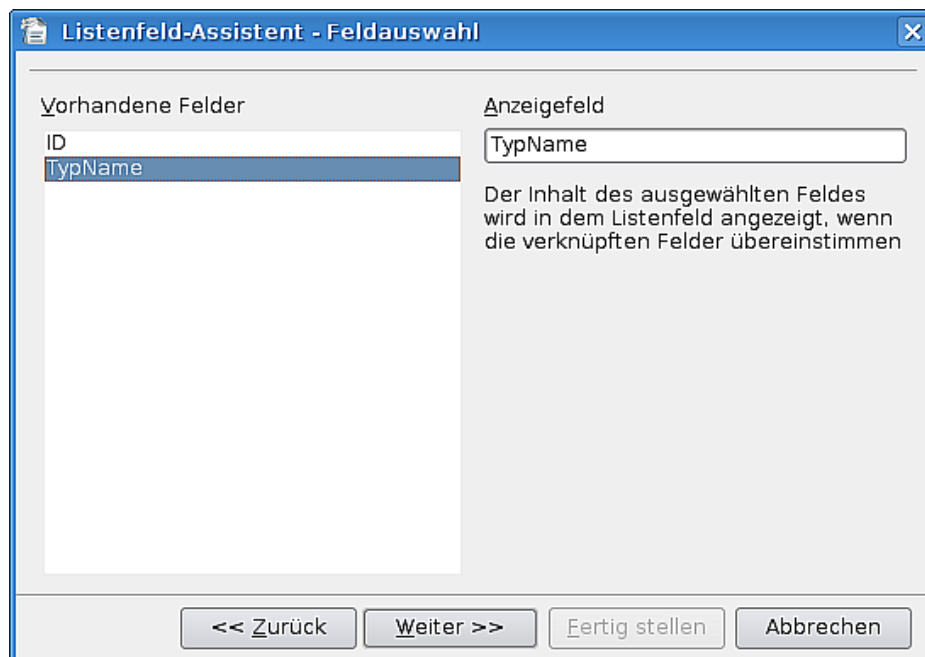 Listenfeld-Assistent - Feldauswahl
Vorhandene Felder
ID
TypName
Anzeigefeld
TypName
Der Inhalt des ausgewählten Feldes
wird in dem Listenfeld angezeigt, wenn
die verknüpften Felder übereinstimmen
<< Zurück
Weiter >>
Fertig stellen
Abbrechen